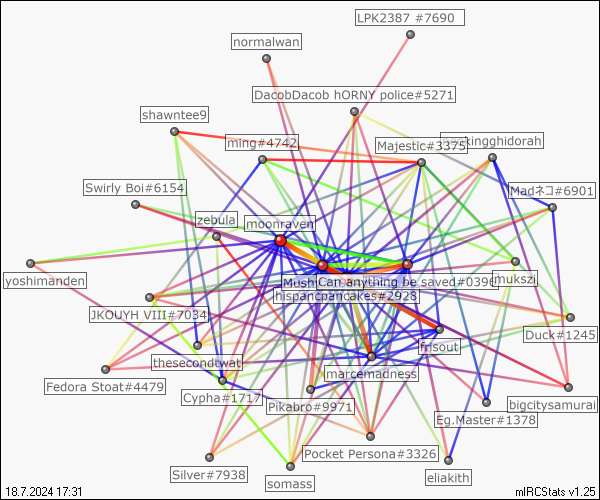 LPK2387 #7690
normalwan
DacobDacob hORNY police#5271
shawntee9
ming#4742
Majestic#3375
kingghidorah
Swirly Boi#6154
Madネコ#6901
zebula
moonraven
yoshimanden
Mush
Can anything be saved#0396
mukszi
hispancpancakes#2928
JKOUYH VIII#7034
Duck#1245
thesecondtwat
frisout
marcemadness
Fedora Stoat#4479
Cypha#1717
Pikabro#9971
bigcitysamurai
Eg.Master#1378
Pocket Persona#3326
Silver#7938
somass
eliakith
18.7.2024 17:31
mIRCStats v1.25